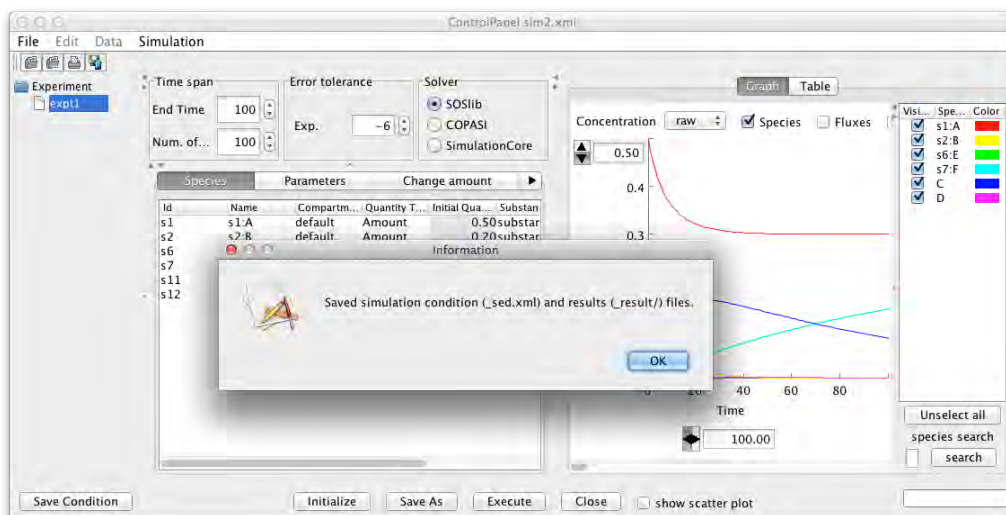 ControlPanel sim2.xml
File Edit Data Simulation
Experiment
expt1
Time span
End Time 100
Num. of... 100
Error tolerance
Exp. -6
Solver
SOSlib
COPASI
SimulationCore
Species Parameters Change amount
Id Name Compartm... Quantity T... Initial Qua... Substan
s1 s1:A default Amount 0.50 substan
s2 s2:B default Amount 0.20 substan
s6
s7
s11
s12
Graph Table
Concentration raw Species Fluxes
0.50
0.4
0.3
0 20 40 60 80
Time
100.00
Visi... Spe... Color
s1:A
s2:B
s6:E
s7:F
C
D
Unselect all
species search
search
Information
Saved simulation condition (_sed.xml) and results (_result/) files.
OK
Save Condition Initialize Save As Execute Close show scatter plot